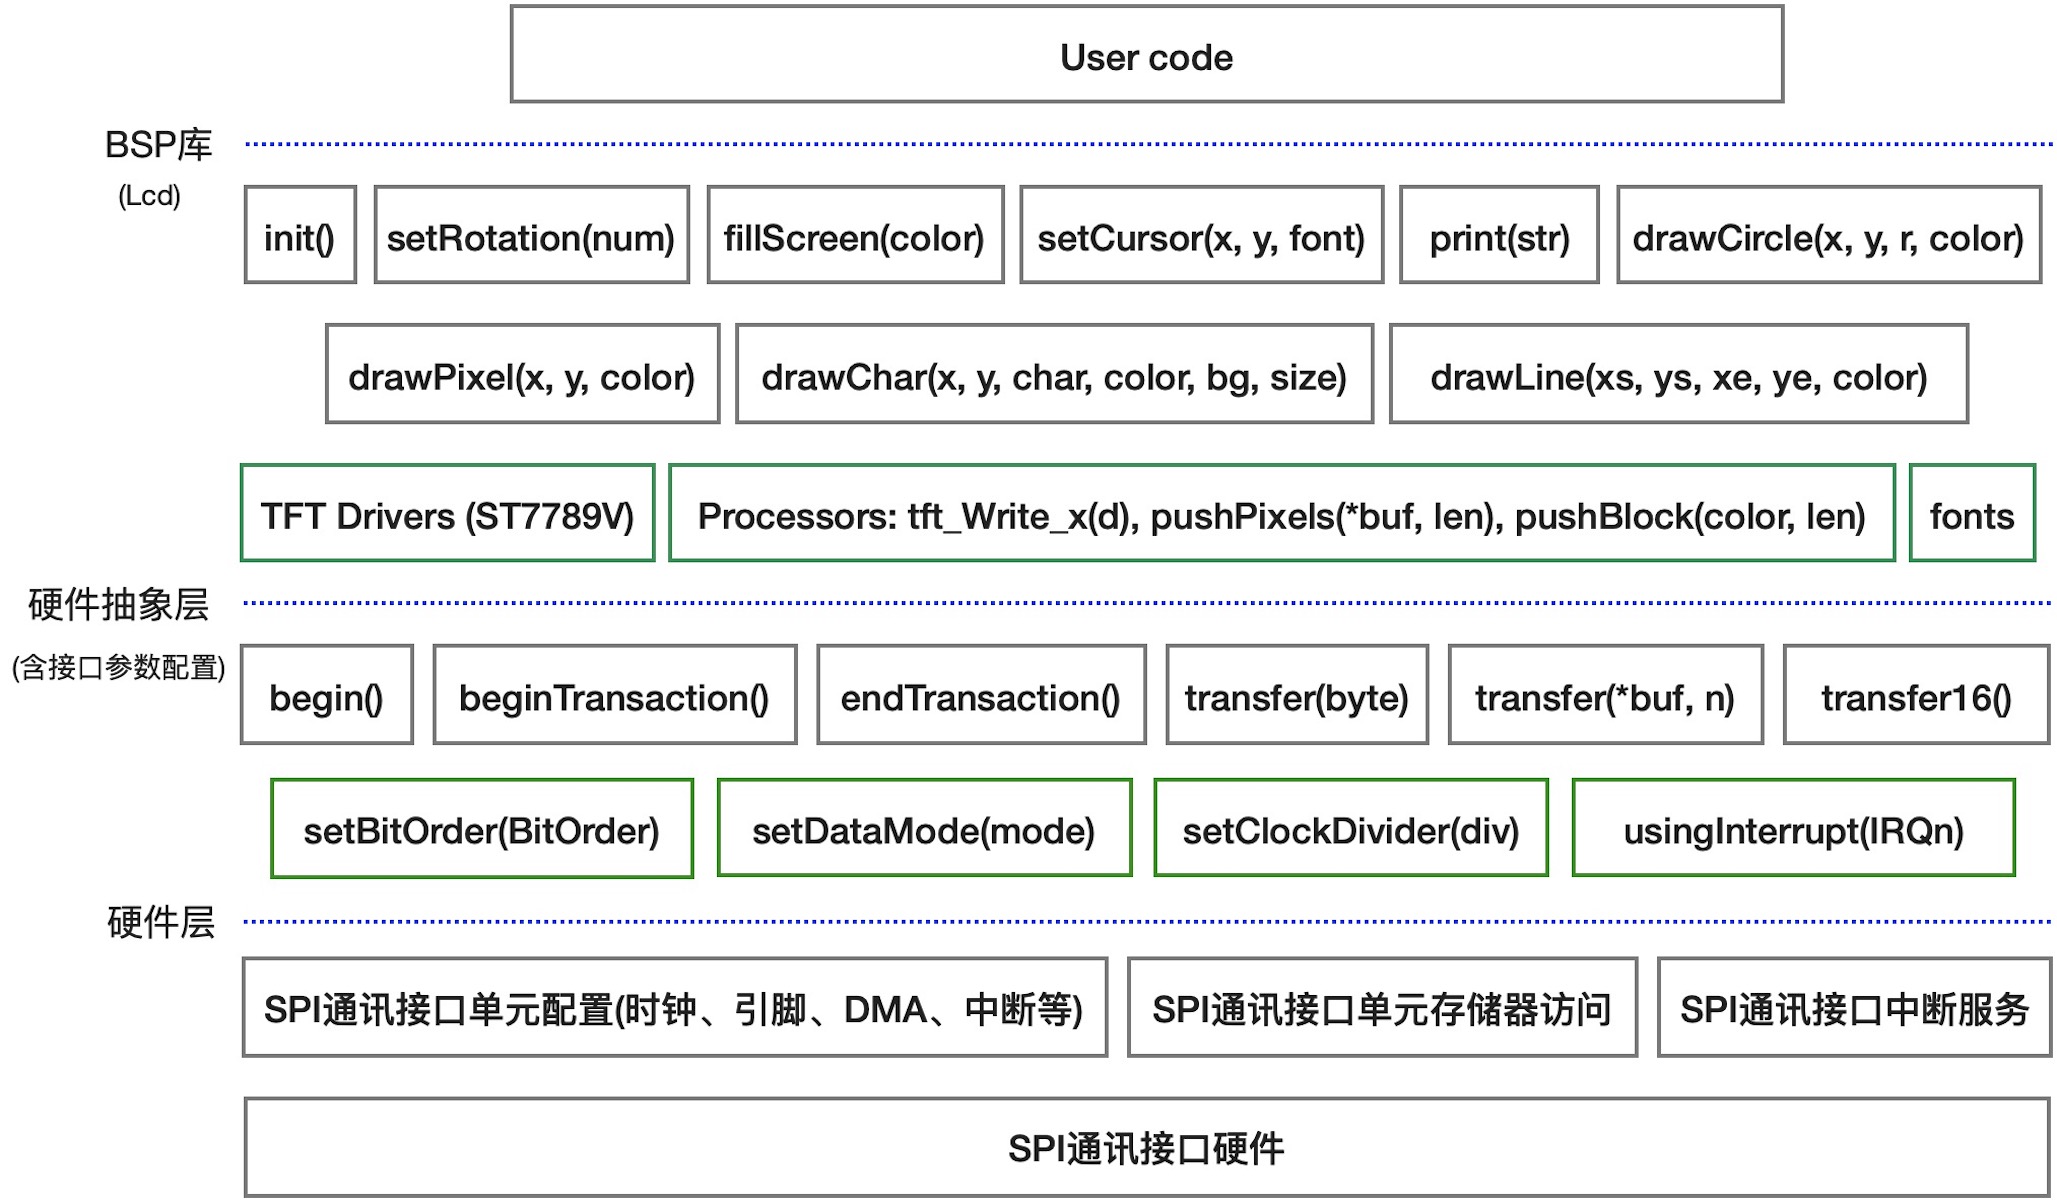 User code
BSP库
(Lcd)
init()
setRotation(num)
fillScreen(color)
setCursor(x, y, font)
print(str)
drawCircle(x, y, r, color)
drawPixel(x, y, color)
drawChar(x, y, char, color, bg, size)
drawLine(xs, ys, xe, ye, color)
TFT Drivers (ST7789V)
Processors: tft_Write_x(d), pushPixels(*buf, len), pushBlock(color, len)
fonts
硬件抽象层
(含接口参数配置)
begin()
beginTransaction()
endTransaction()
transfer(byte)
transfer(*buf, n)
transfer16()
setBitOrder(BitOrder)
setDataMode(mode)
setClockDivider(div)
usingInterrupt(IRQn)
硬件层
SPI通讯接口单元配置(时钟、引脚、DMA、中断等)
SPI通讯接口单元存储器访问
SPI通讯接口中断服务
SPI通讯接口硬件